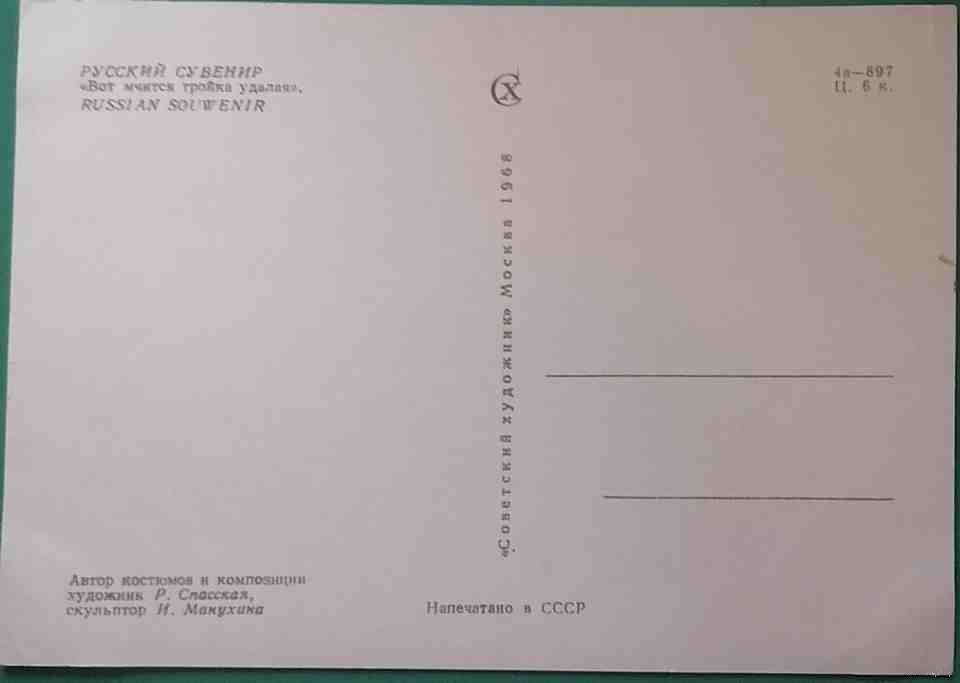 РУССКИЙ СУВЕНИР
«Вот мчится тройка удалая».
RUSSIAN SOUWENIR
СХ
4а—897
Ц. 6 к.
«Советский художник» Москва 1968
Автор костюмов и композиции
художник Р. Спасская,
скульптор И. Манухина
Напечатано в СССР